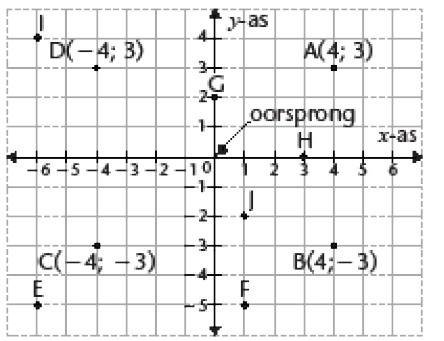 I
4
y-as
D(−4; 3)
A(4; 3)
3
G
2
oorsprong
1
H
x-as
−6 −5 −4 −3 −2 −1 0 1 2 3 4 5 6
−1
J
−2
−3
C(−4; −3)
B(4;−3)
−4
E
F
−5